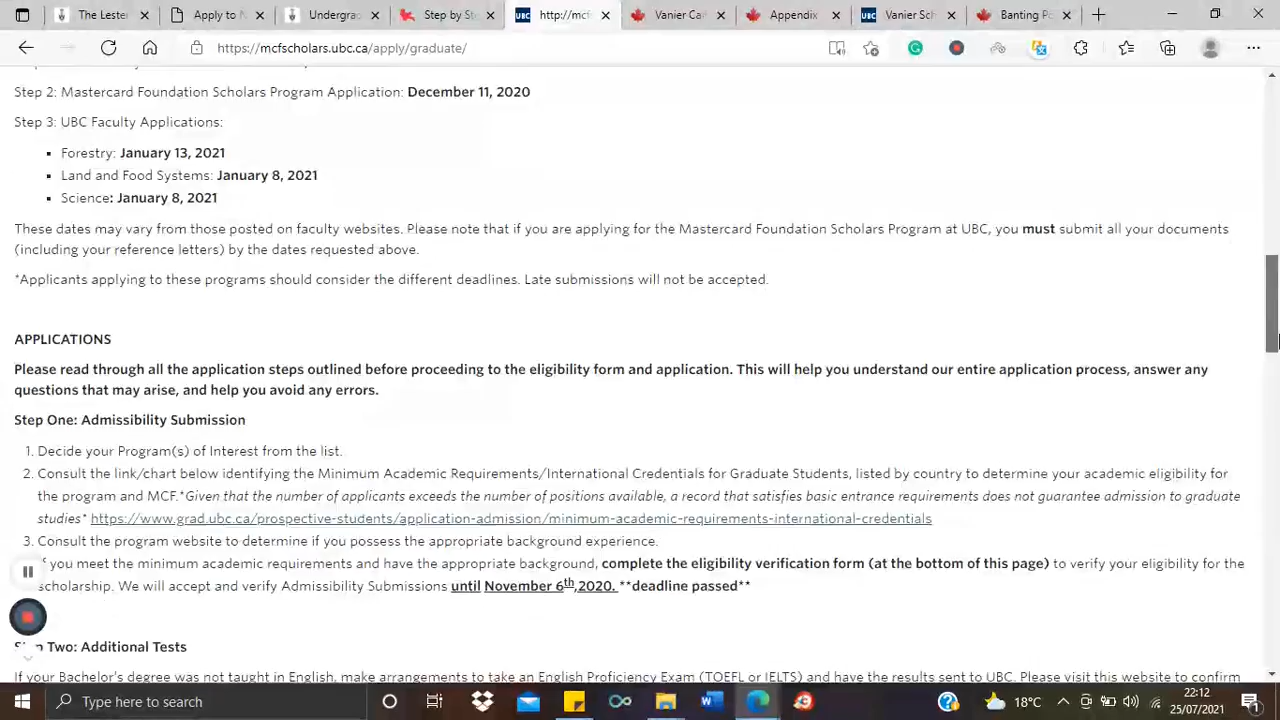 The Lester
Apply to N
Undergrad
Step by St
http://mcf
Vanier Can
Appendix
Vanier Sch
Banting Po
https://mcfscholars.ubc.ca/apply/graduate/
Step 2: Mastercard Foundation Scholars Program Application: December 11, 2020
Step 3: UBC Faculty Applications:
Forestry: January 13, 2021
Land and Food Systems: January 8, 2021
Science: January 8, 2021
These dates may vary from those posted on faculty websites. Please note that if you are applying for the Mastercard Foundation Scholars Program at UBC, you must submit all your documents
(including your reference letters) by the dates requested above.
*Applicants applying to these programs should consider the different deadlines. Late submissions will not be accepted.
APPLICATIONS
Please read through all the application steps outlined before proceeding to the eligibility form and application. This will help you understand our entire application process, answer any
questions that may arise, and help you avoid any errors.
Step One: Admissibility Submission
1. Decide your Program(s) of Interest from the list.
2. Consult the link/chart below identifying the Minimum Academic Requirements/International Credentials for Graduate Students, listed by country to determine your academic eligibility for
the program and MCF.*Given that the number of applicants exceeds the number of positions available, a record that satisfies basic entrance requirements does not guarantee admission to graduate
studies* https://www.grad.ubc.ca/prospective-students/application-admission/minimum-academic-requirements-international-credentials
3. Consult the program website to determine if you possess the appropriate background experience.
f you meet the minimum academic requirements and have the appropriate background, complete the eligibility verification form (at the bottom of this page) to verify your eligibility for the
scholarship. We will accept and verify Admissibility Submissions until November 6th,2020. **deadline passed**
Step Two: Additional Tests
If your Bachelor's degree was not taught in English, make arrangements to take an English Proficiency Exam (TOEFL or IELTS) and have the results sent to UBC. Please visit this website to confirm
Type here to search
18°C
22:12
25/07/2021